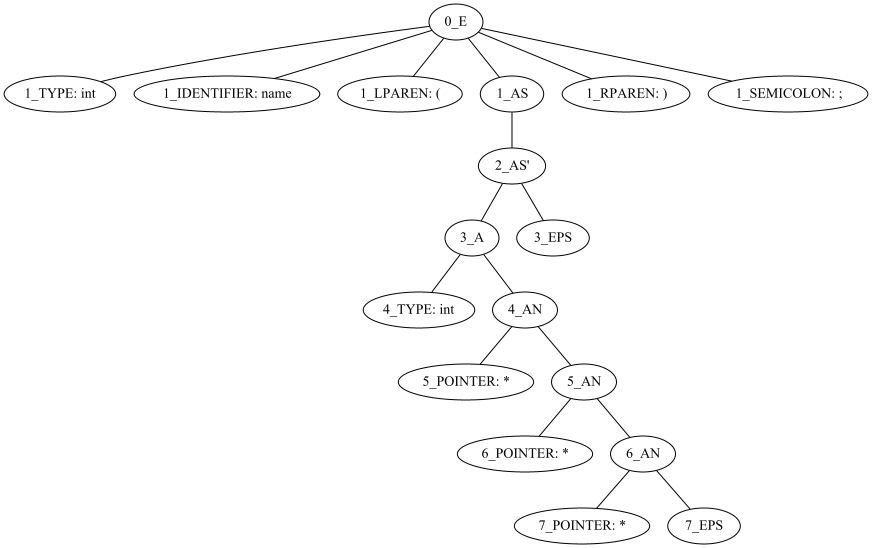 0_E
1_TYPE: int
1_IDENTIFIER: name
1_LPAREN: (
1_AS
1_RPAREN: )
1_SEMICOLON: ;
2_AS'
3_A
3_EPS
4_TYPE: int
4_AN
5_POINTER: *
5_AN
6_POINTER: *
6_AN
7_POINTER: *
7_EPS